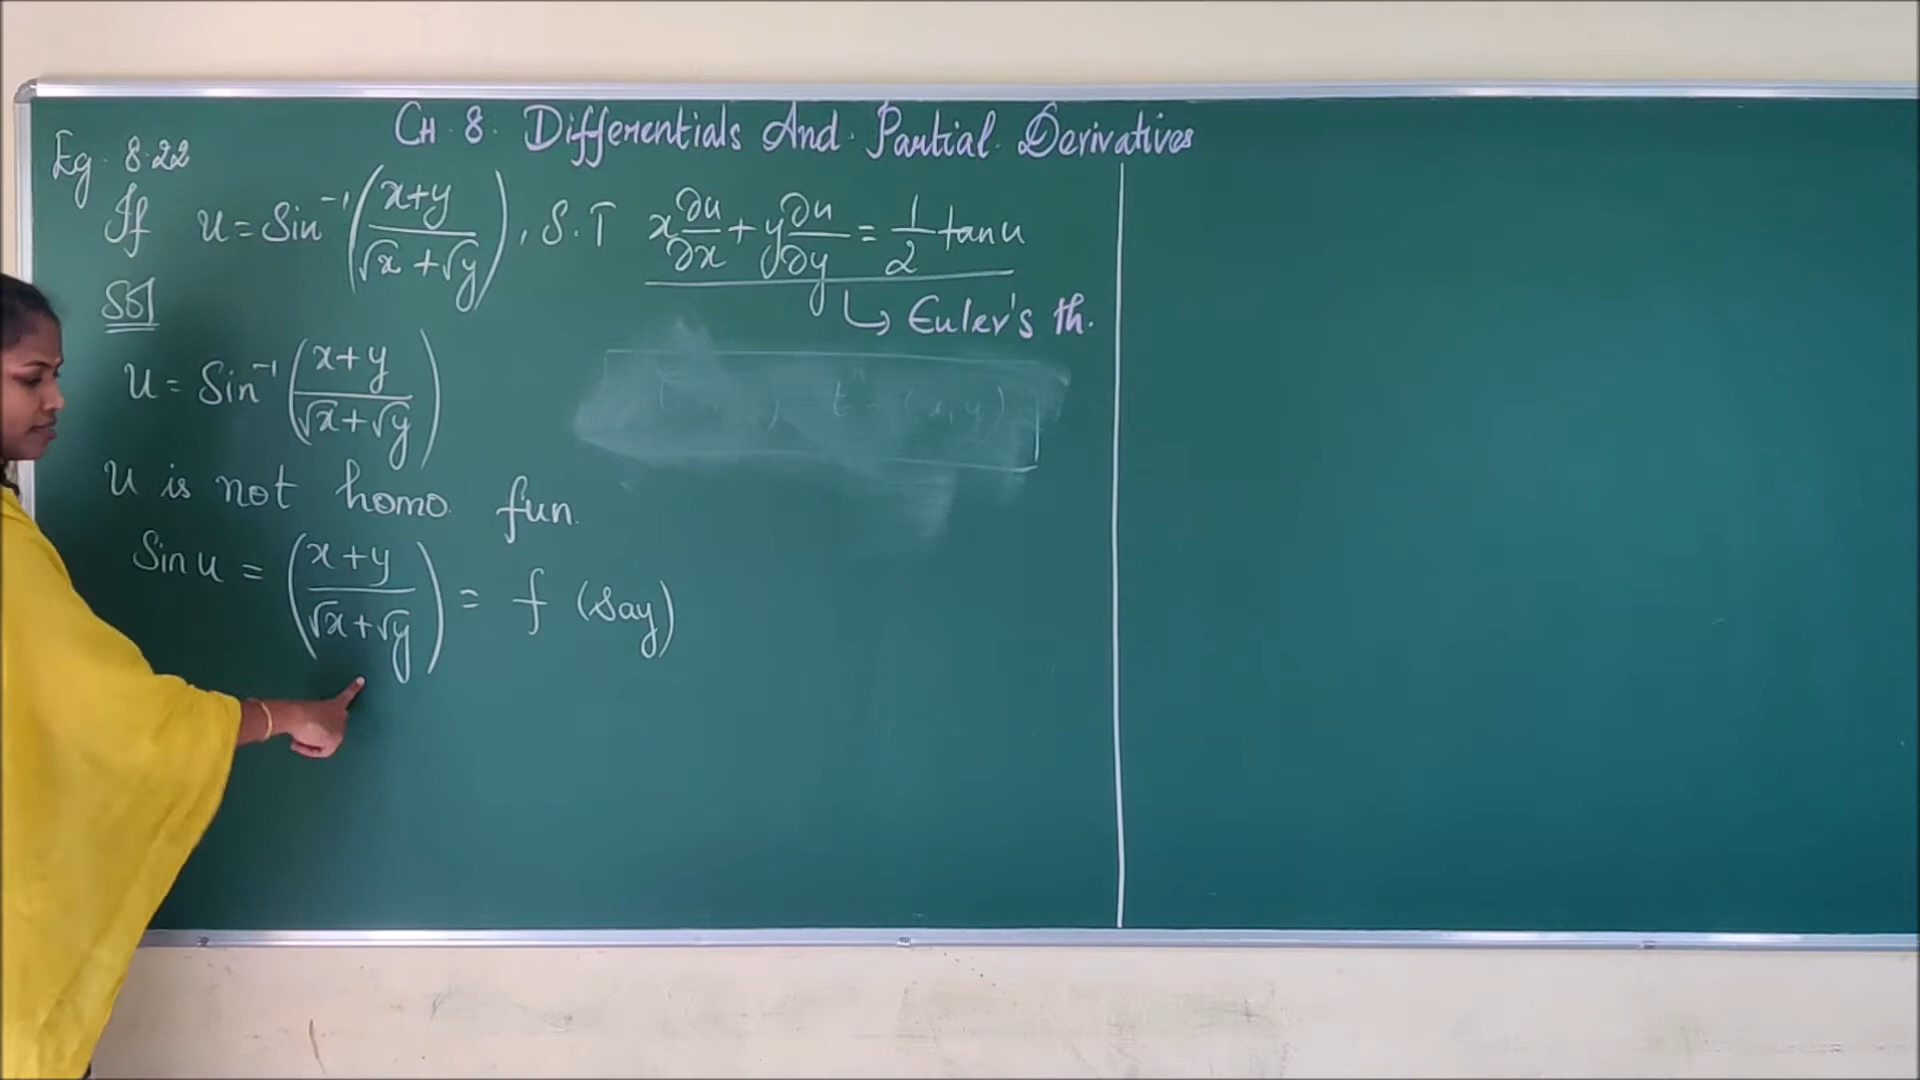 CH. 8. Differentials And Partial Derivatives
Eg. 8.22
If u = Sin⁻¹((x+y)/(√x+√y)), S.T x ∂u/∂x + y ∂u/∂y = 1/2 tan u
↳ Euler's th.
Sol
u = Sin⁻¹((x+y)/(√x+√y))
u is not homo. fun.
Sin u = ((x+y)/(√x+√y)) = f (say)